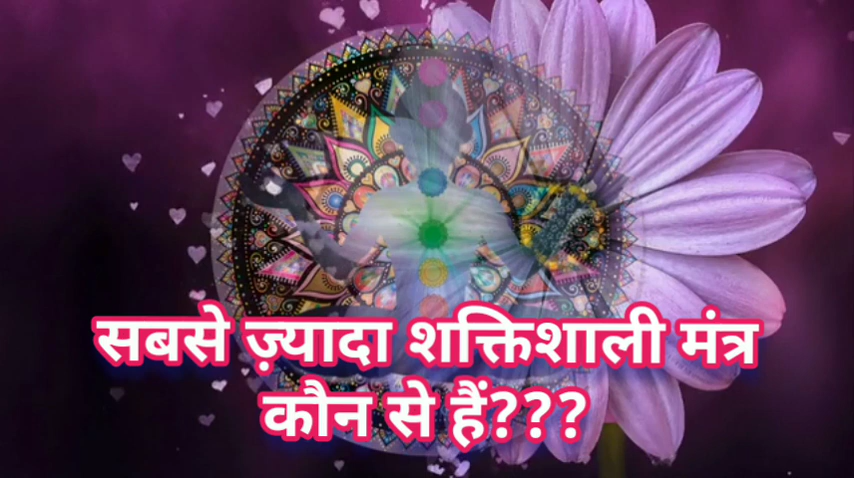 सबसे ज़्यादा शक्तिशाली मंत्र
कौन से हैं???